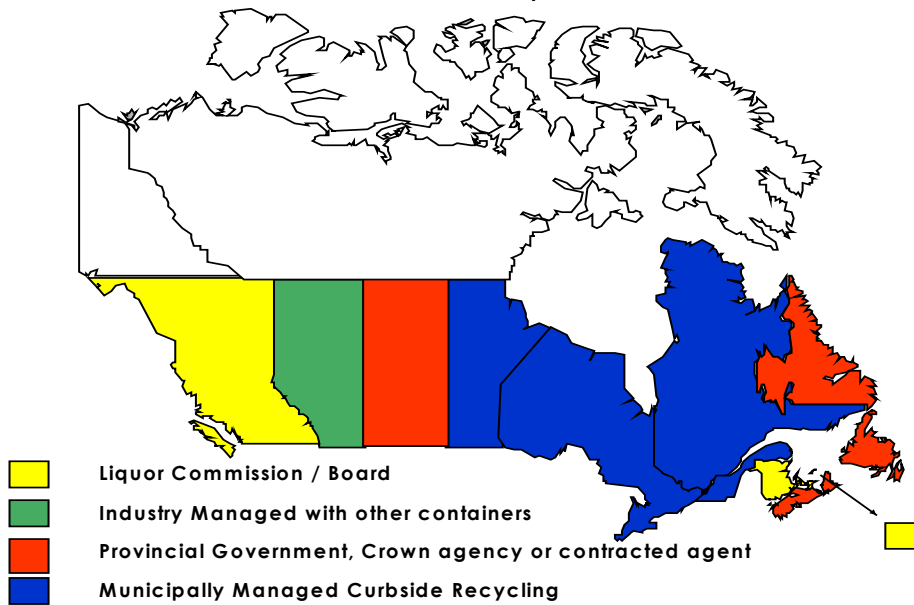 Liquor Commission / Board
Industry Managed with other containers
Provincial Government, Crown agency or contracted agent
Municipally Managed Curbside Recycling